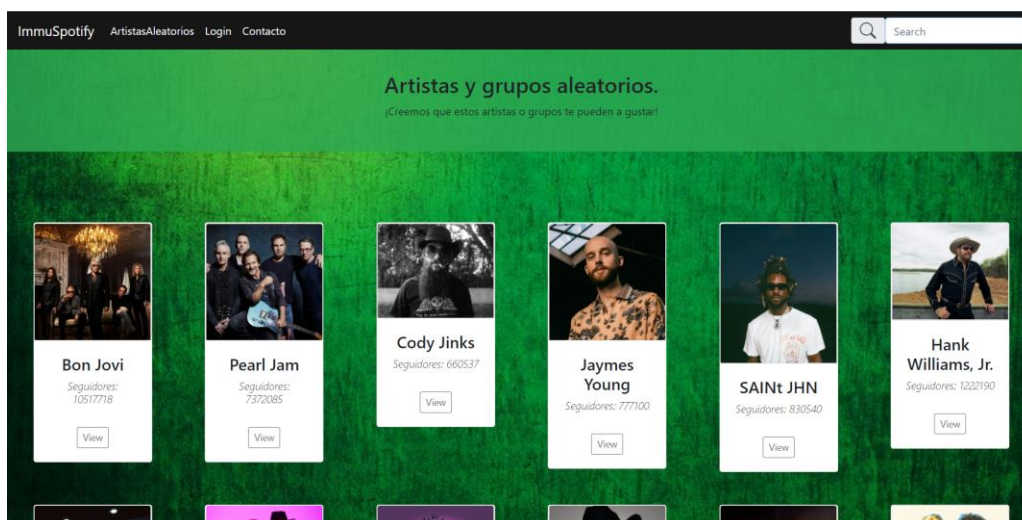 ImmuSpotify ArtistasAleatorios Login Contacto Search
Artistas y grupos aleatorios.
¡Creemos que estos artistas o grupos te pueden a gustar!
Bon Jovi
Seguidores:
10517718
View
Pearl Jam
Seguidores:
7372085
View
Cody Jinks
Seguidores: 660537
View
Jaymes
Young
Seguidores: 777100
View
SAINt JHN
Seguidores: 830540
View
Hank
Williams, Jr.
Seguidores: 1222190
View